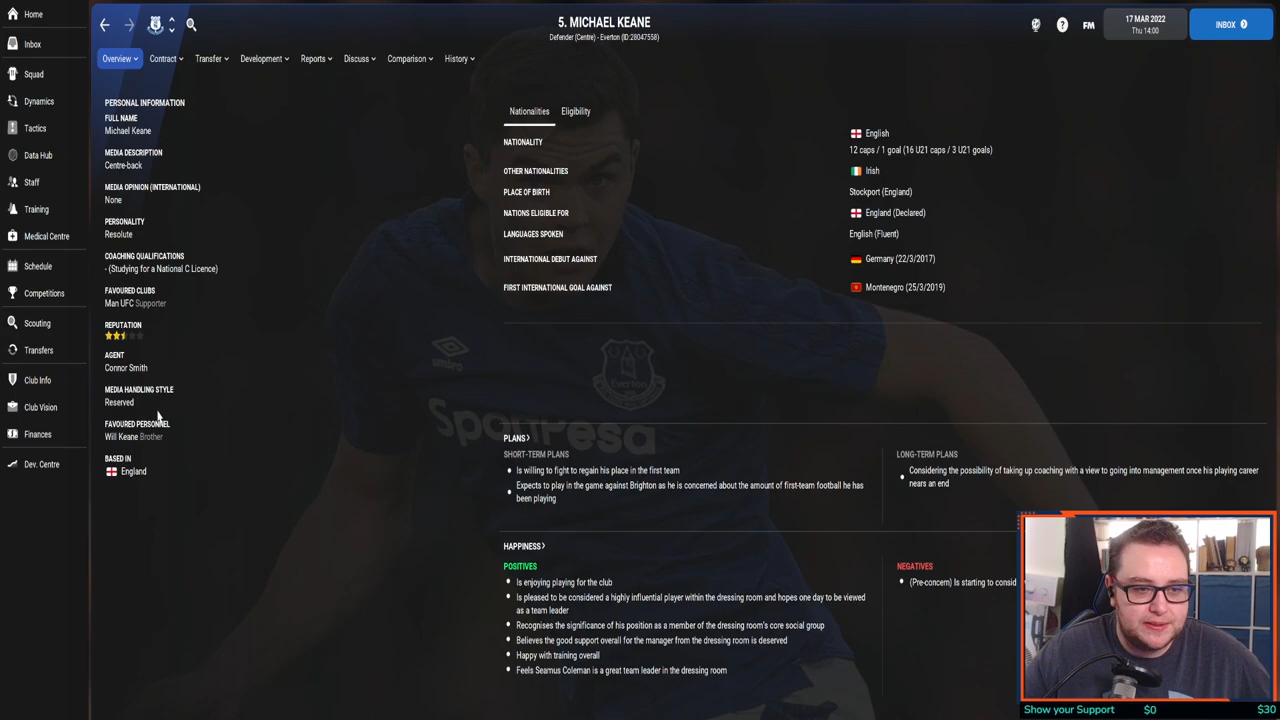 Home
Inbox
Squad
Dynamics
Tactics
Data Hub
Staff
Training
Medical Centre
Schedule
Competitions
Scouting
Transfers
Club Info
Club Vision
Finances
Dev. Centre
5. MICHAEL KEANE
Defender (Centre) - Everton (ID:28047558)
FM
17 MAR 2022
Thu 14:00
INBOX
Overview
Contract
Transfer
Development
Reports
Discuss
Comparison
History
PERSONAL INFORMATION
FULL NAME
Michael Keane
MEDIA DESCRIPTION
Centre-back
MEDIA OPINION (INTERNATIONAL)
None
PERSONALITY
Resolute
COACHING QUALIFICATIONS
- (Studying for a National C Licence)
FAVOURED CLUBS
Man UFC Supporter
REPUTATION
AGENT
Connor Smith
MEDIA HANDLING STYLE
Reserved
FAVOURED PERSONNEL
Will Keane Brother
BASED IN
England
Nationalities Eligibility
NATIONALITY English
12 caps / 1 goal (16 U21 caps / 3 U21 goals)
OTHER NATIONALITIES Irish
PLACE OF BIRTH Stockport (England)
NATIONS ELIGIBLE FOR England (Declared)
LANGUAGES SPOKEN English (Fluent)
INTERNATIONAL DEBUT AGAINST Germany (22/3/2017)
FIRST INTERNATIONAL GOAL AGAINST Montenegro (25/3/2019)
umbro
Everton
SportPesa
PLANS
SHORT-TERM PLANS
Is willing to fight to regain his place in the first team
Expects to play in the game against Brighton as he is concerned about the amount of first-team football he has
been playing
LONG-TERM PLANS
Considering the possibility of taking up coaching with a view to going into management once his playing career
nears an end
HAPPINESS
POSITIVES
Is enjoying playing for the club
Is pleased to be considered a highly influential player within the dressing room and hopes one day to be viewed
as a team leader
Recognises the significance of his position as a member of the dressing room's core social group
Believes the good support overall for the manager from the dressing room is deserved
Happy with training overall
Feels Seamus Coleman is a great team leader in the dressing room
NEGATIVES
(Pre-concern) Is starting to consid
Show your Support $0 $30